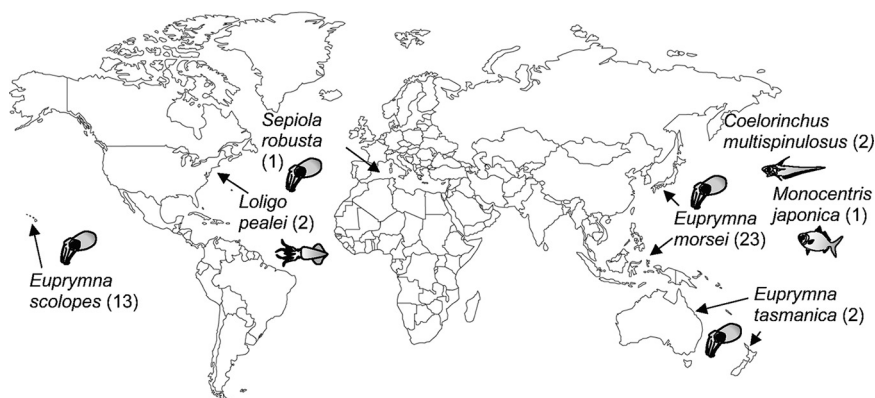 Sepiola
robusta
(1)
Loligo
pealei (2)
Euprymna
scolopes (13)
Coelorinchus
multispinulosus (2)
Monocentris
japonica (1)
Euprymna
morsei (23)
Euprymna
tasmanica (2)